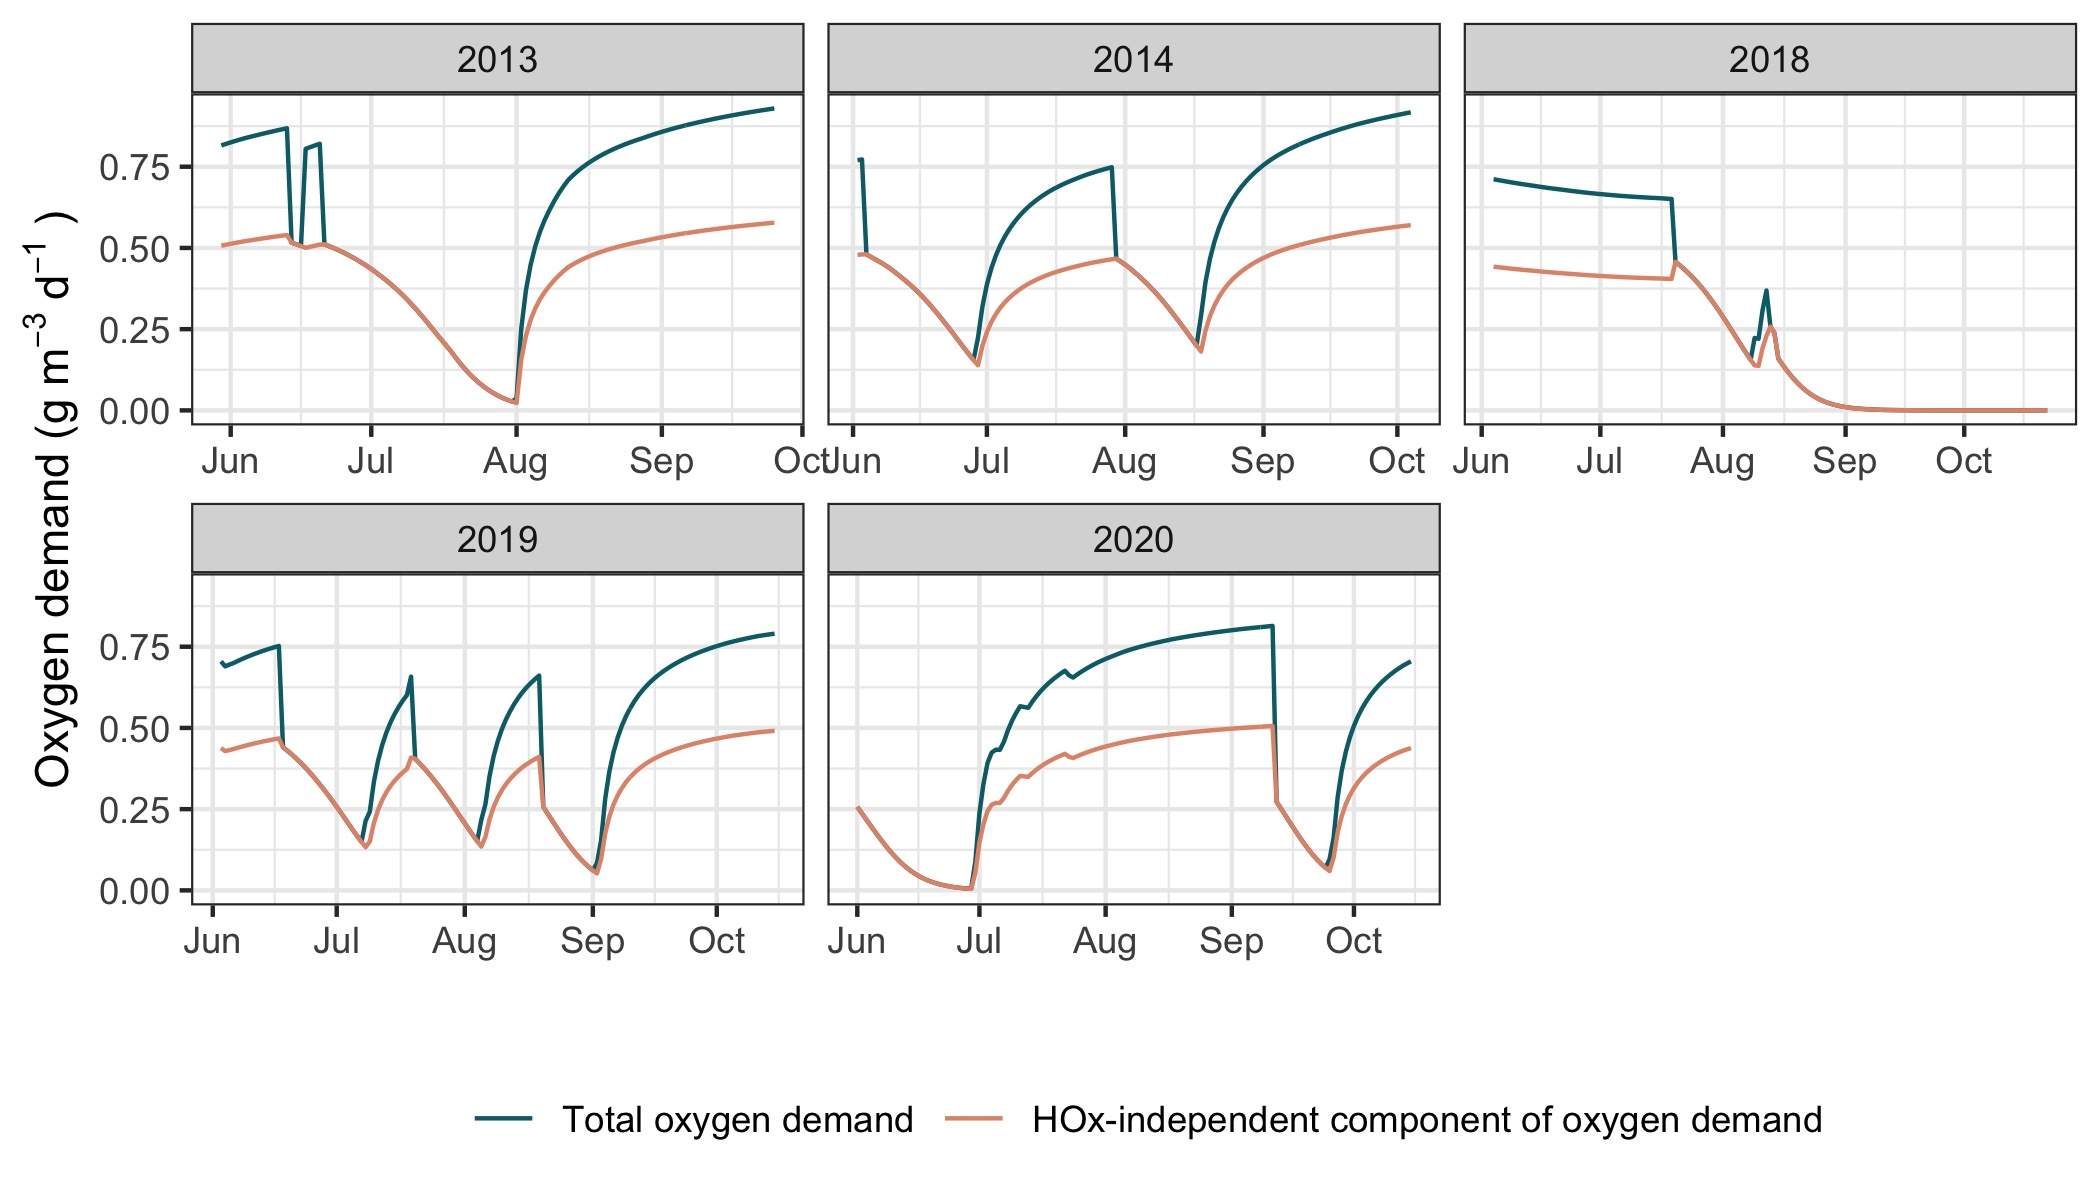 2013
2014
2018
Oxygen demand (g m⁻³ d⁻¹ )
0.75
0.50
0.25
0.00
Jun Jul Aug Sep Oct
Jun Jul Aug Sep Oct
Jun Jul Aug Sep Oct
2019
2020
0.75
0.50
0.25
0.00
Jun Jul Aug Sep Oct
Jun Jul Aug Sep Oct
Total oxygen demand
HOx-independent component of oxygen demand